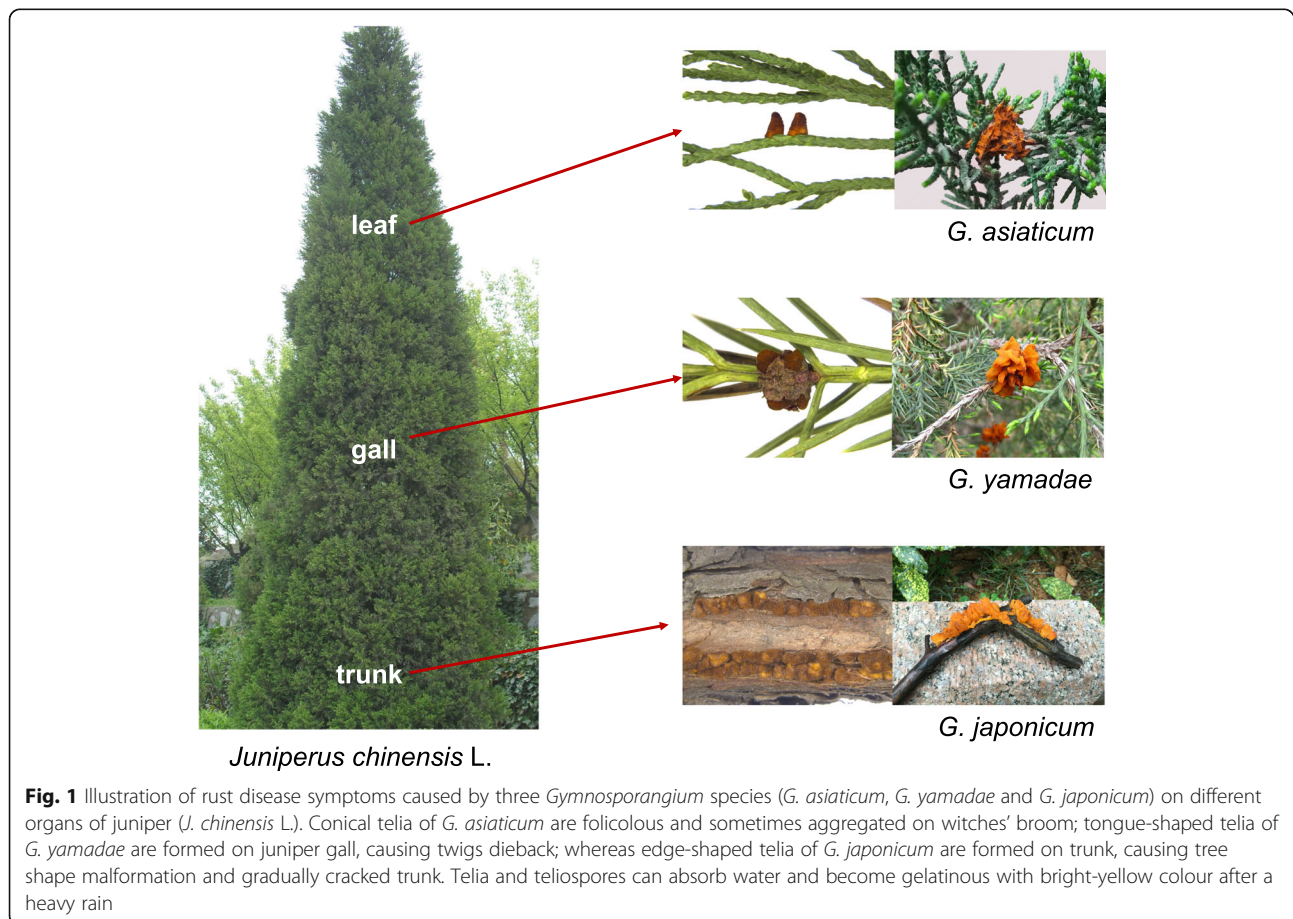 leaf
G. asiaticum
gall
G. yamadae
trunk
G. japonicum
Juniperus chinensis L.
Fig. 1 Illustration of rust disease symptoms caused by three Gymnosporangium species (G. asiaticum, G. yamadae and G. japonicum) on different
organs of juniper (J. chinensis L.). Conical telia of G. asiaticum are folicolous and sometimes aggregated on witches’ broom; tongue-shaped telia of
G. yamadae are formed on juniper gall, causing twigs dieback; whereas edge-shaped telia of G. japonicum are formed on trunk, causing tree
shape malformation and gradually cracked trunk. Telia and teliospores can absorb water and become gelatinous with bright-yellow colour after a
heavy rain